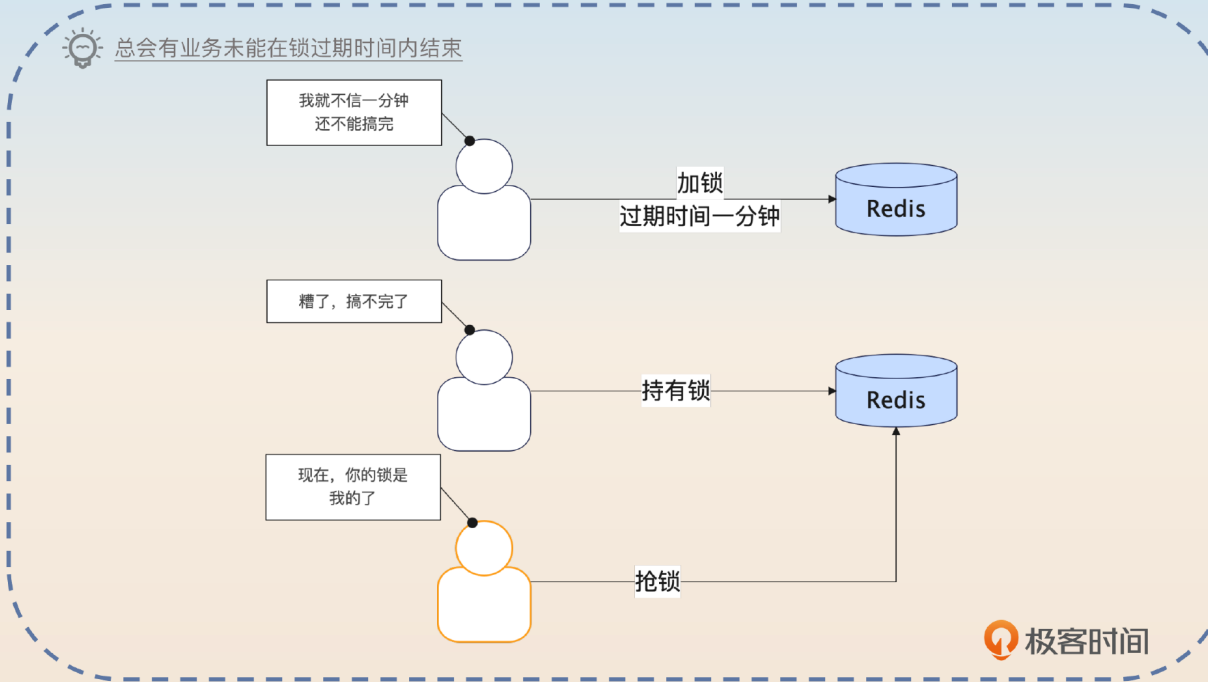 总会有业务未能在锁过期时间内结束
我就不信一分钟
还不能搞完
加锁
过期时间一分钟
Redis
糟了，搞不完了
持有锁
Redis
现在，你的锁是
我的了
抢锁
极客时间